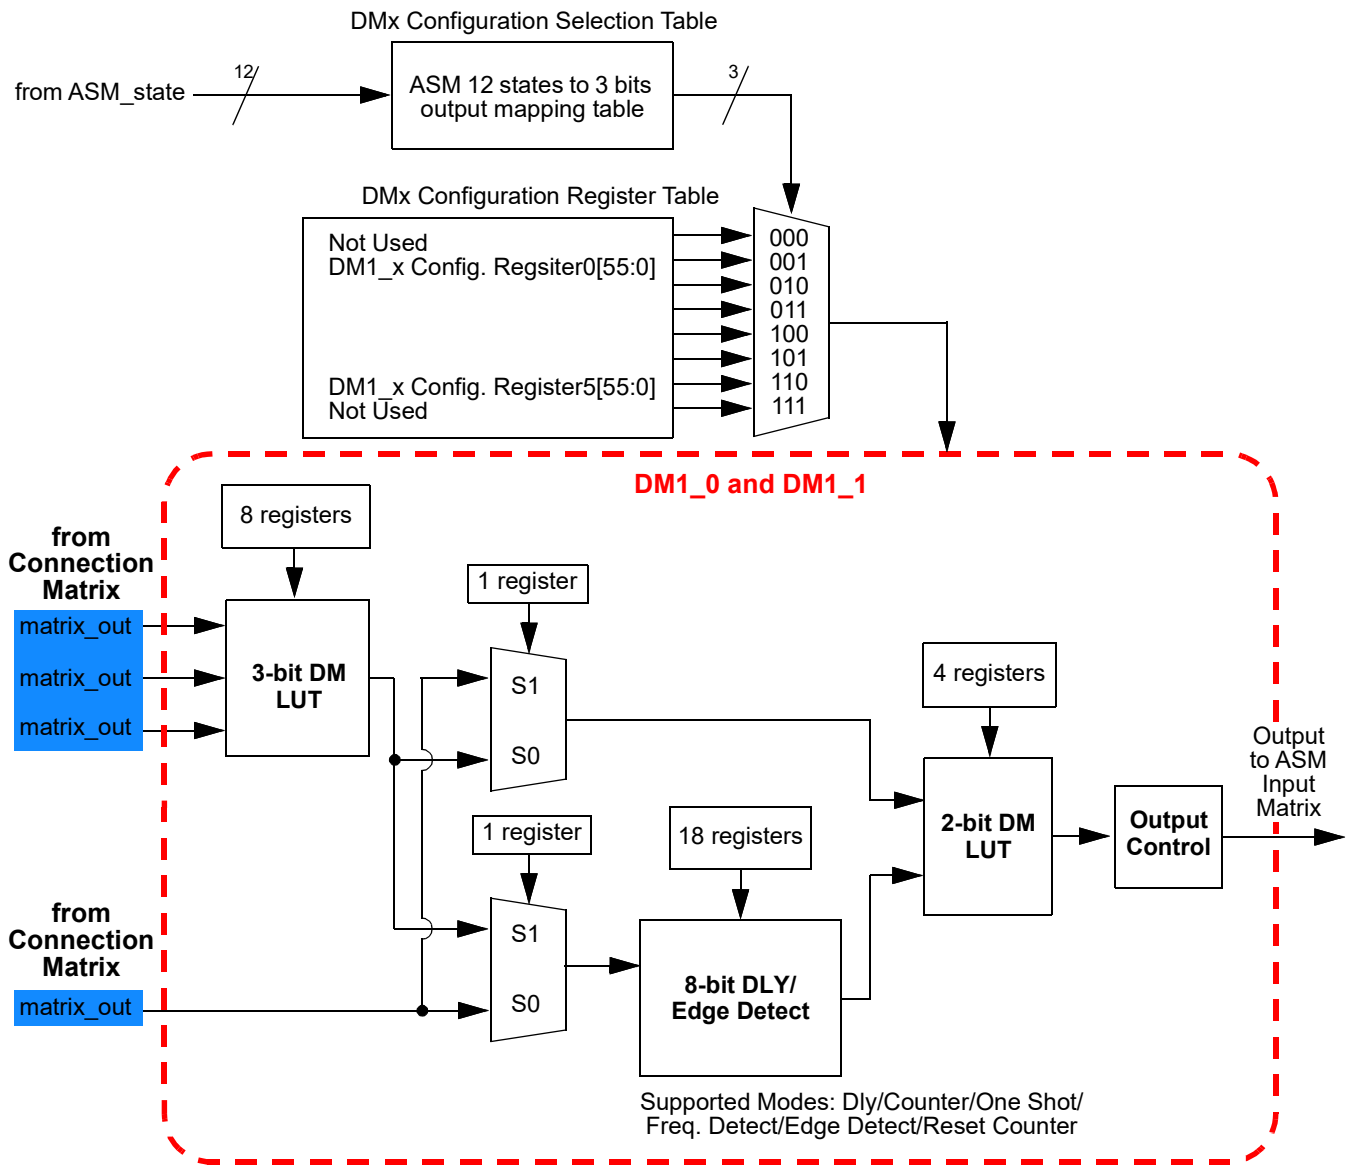 DMx Configuration Selection Table
from ASM_state
12
ASM 12 states to 3 bits
output mapping table
3
DMx Configuration Register Table
Not Used
DM1_x Config. Regsiter0[55:0]
DM1_x Config. Register5[55:0]
Not Used
000
001
010
011
100
101
110
111
DM1_0 and DM1_1
8 registers
from
Connection
Matrix
matrix_out
matrix_out
matrix_out
3-bit DM
LUT
1 register
S1
S0
4 registers
2-bit DM
LUT
Output
Control
Output
to ASM
Input
Matrix
1 register
S1
S0
18 registers
8-bit DLY/
Edge Detect
from
Connection
Matrix
matrix_out
Supported Modes: Dly/Counter/One Shot/
Freq. Detect/Edge Detect/Reset Counter